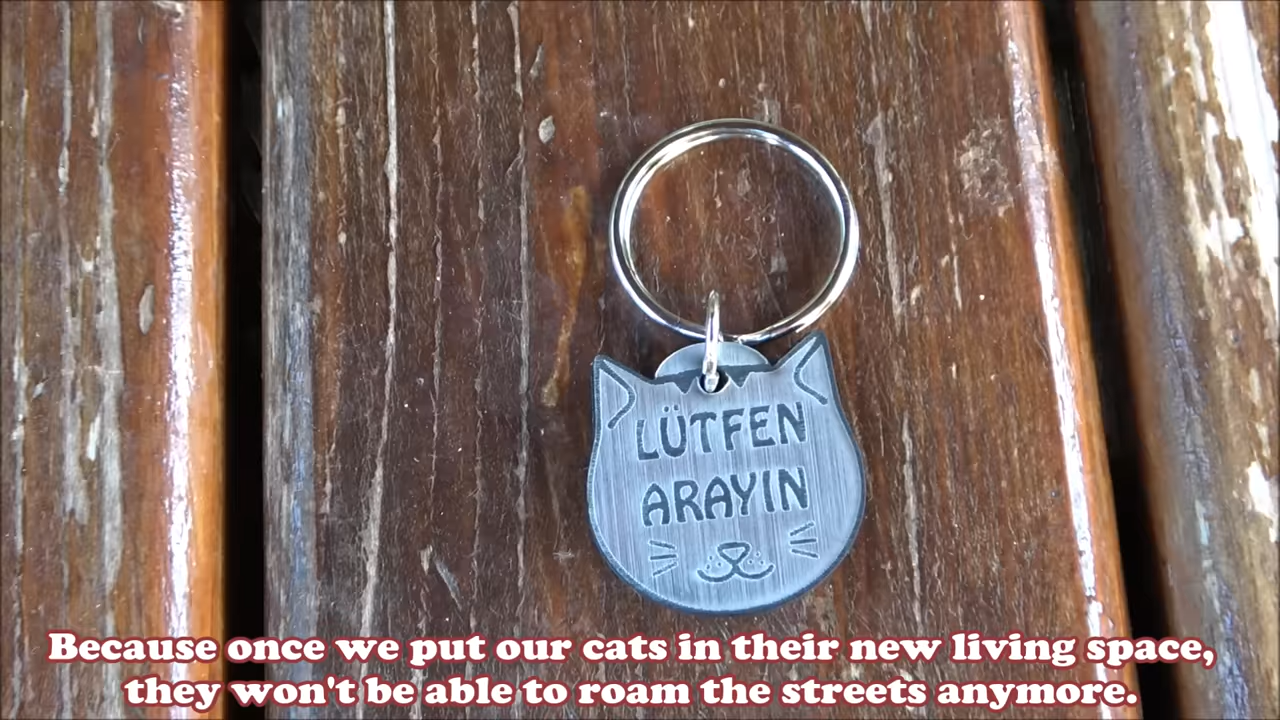 LÜTFEN
ARAYIN
Because once we put our cats in their new living space,
they won't be able to roam the streets anymore.